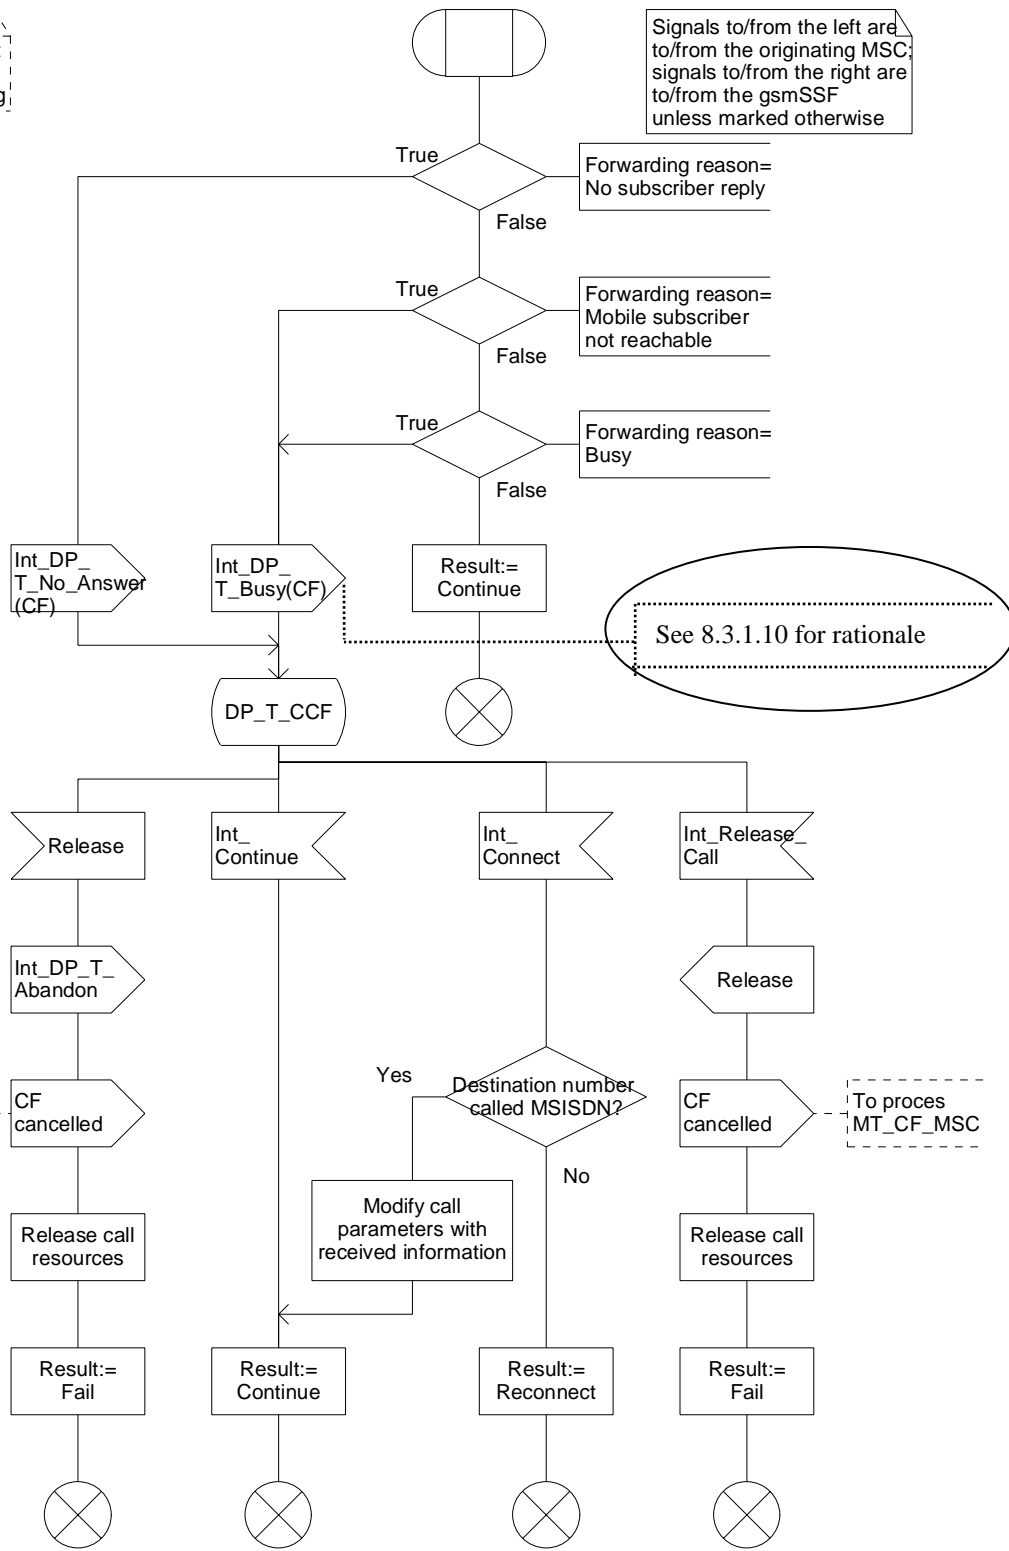 g
Signals to/from the left are
to/from the originating MSC;
signals to/from the right are
to/from the gsmSSF
unless marked otherwise
True
Forwarding reason=
No subscriber reply
False
True
Forwarding reason=
Mobile subscriber
not reachable
False
True
Forwarding reason=
Busy
False
Int_DP_
T_No_Answer
(CF)
Int_DP_
T_Busy(CF)
Result:=
Continue
See 8.3.1.10 for rationale
DP_T_CCF
Release
Int_
Continue
Int_
Connect
Int_Release_
Call
Int_DP_T_
Abandon
Release
Yes
Destination number
called MSISDN?
CF
cancelled
CF
cancelled
To proces
MT_CF_MSC
No
Modify call
parameters with
received information
Release call
resources
Release call
resources
Result:=
Fail
Result:=
Continue
Result:=
Reconnect
Result:=
Fail